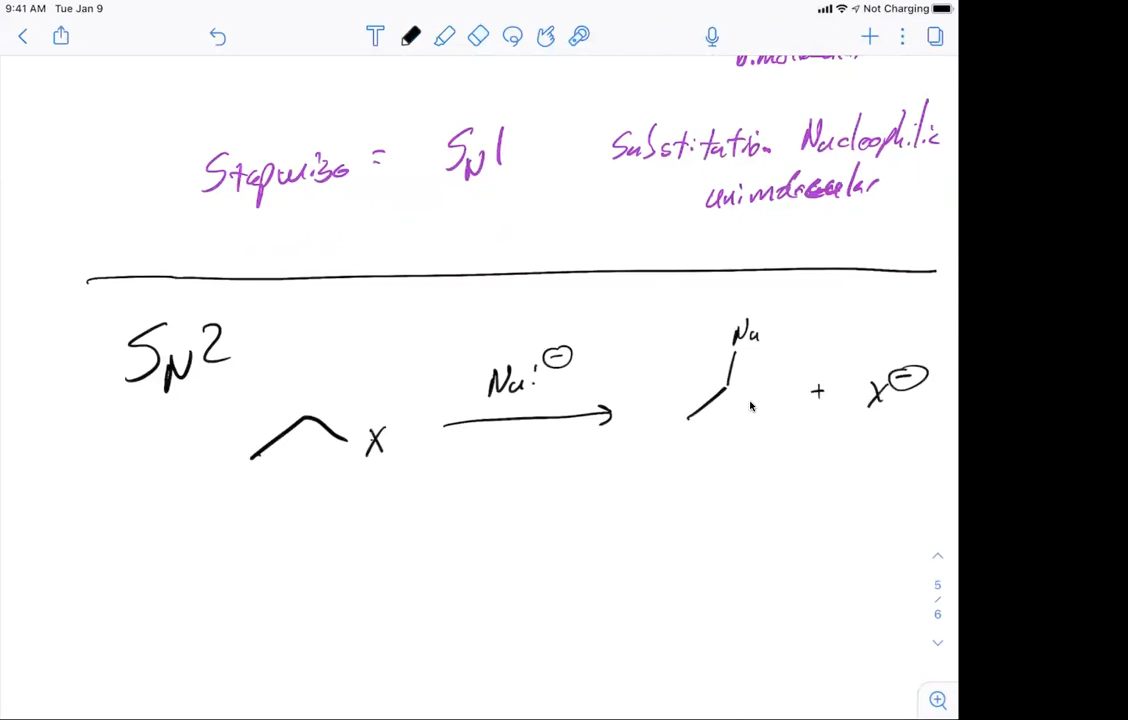 9:41 AM Tue Jan 9
Not Charging
Stepwise = SN1 Substitution Nucleophilic
unimolecular
SN2
Nu:⊖
Nu
X
+ X⊖
5
/
6
T